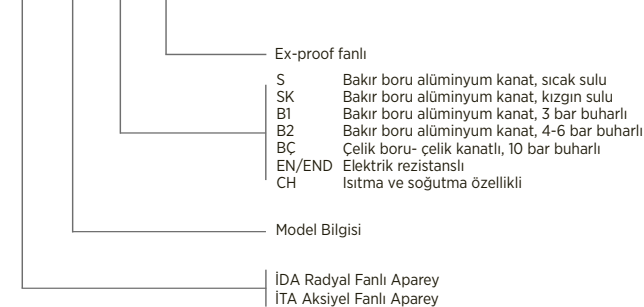 Ex-proof fanlı
S Bakır boru alüminyum kanat, sıcak sulu
SK Bakır boru alüminyum kanat, kızgın sulu
B1 Bakır boru alüminyum kanat, 3 bar buharlı
B2 Bakır boru alüminyum kanat, 4-6 bar buharlı
BÇ Çelik boru- çelik kanatlı, 10 bar buharlı
EN/END Elektrik rezistanslı
CH Isıtma ve soğutma özellikli
Model Bilgisi
İDA Radyal Fanlı Aparey
İTA Aksiyel Fanlı Aparey